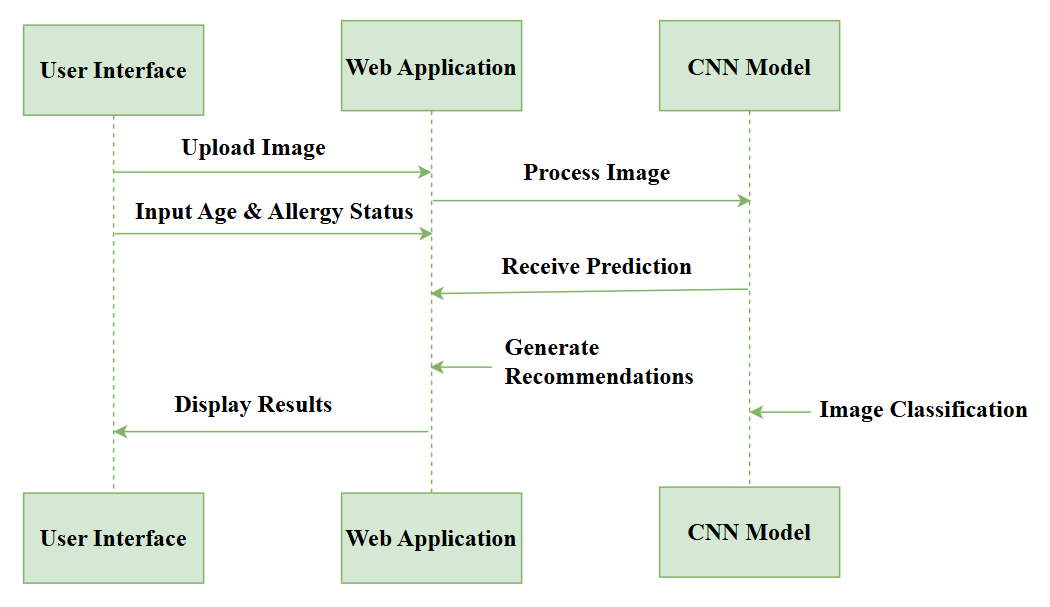 User Interface
Web Application
CNN Model
Upload Image
Process Image
Input Age & Allergy Status
Receive Prediction
Generate
Recommendations
Display Results
Image Classification
User Interface
Web Application
CNN Model